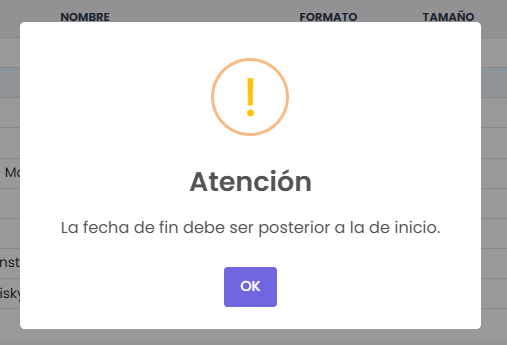 NOMBRE FORMATO TAMAÑO
!
Atención
La fecha de fin debe ser posterior a la de inicio.
OK